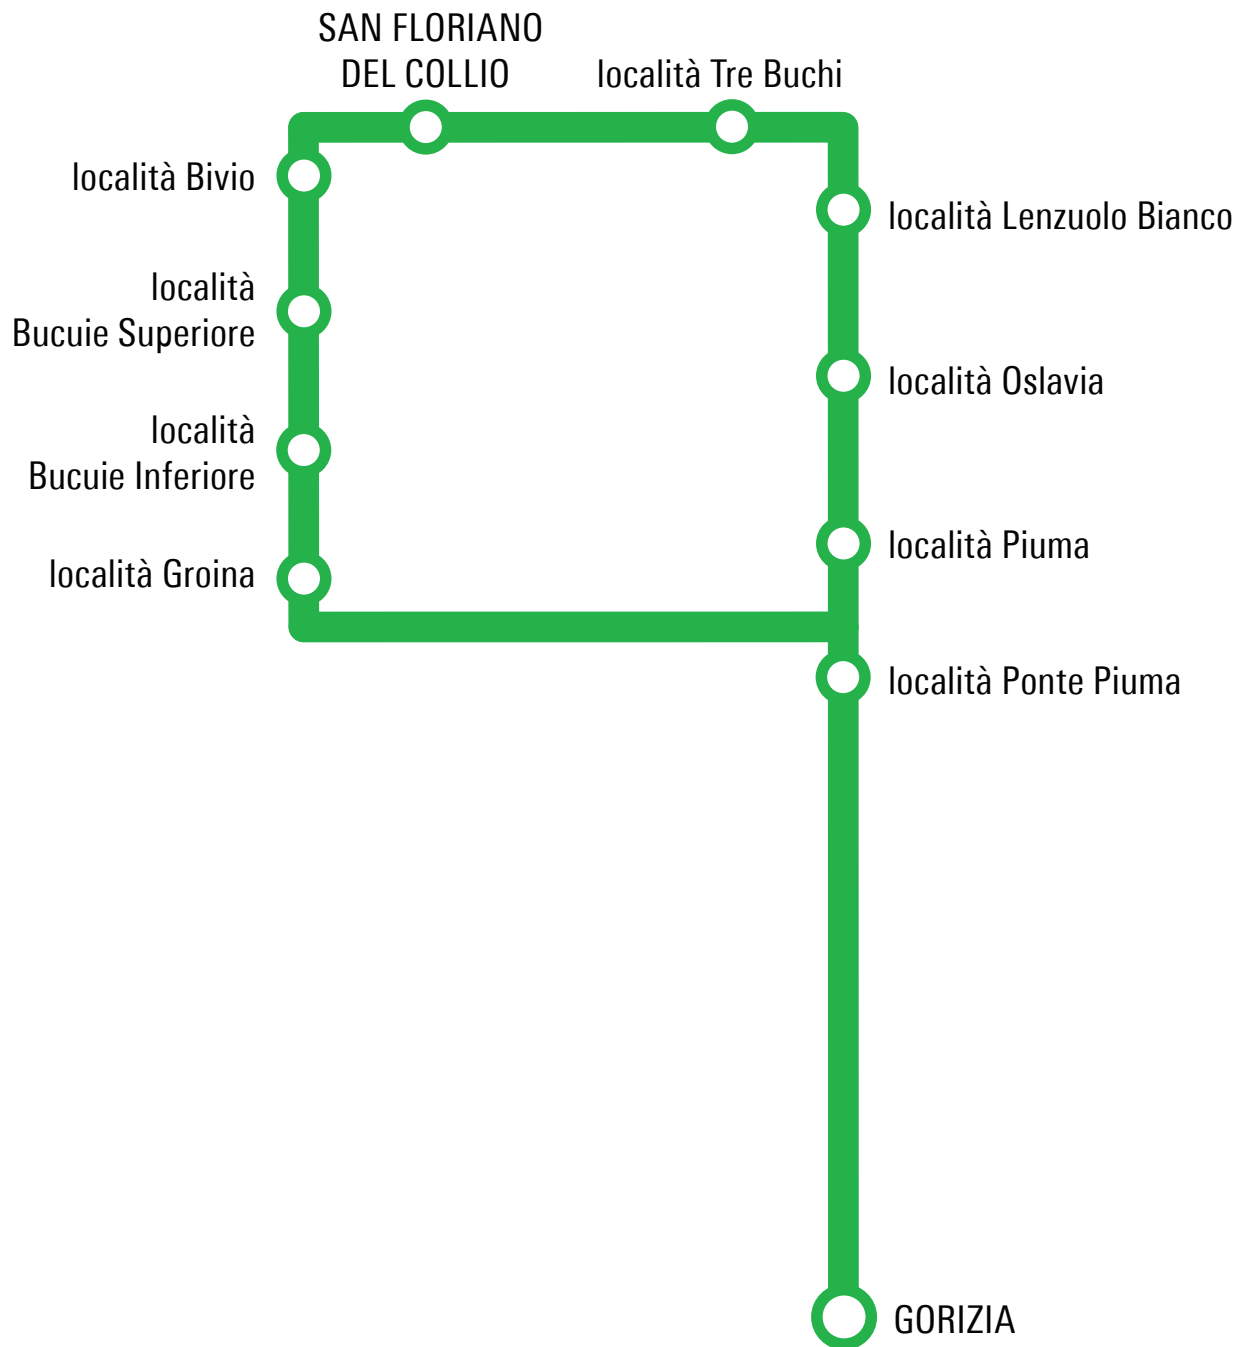 SAN FLORIANO
DEL COLLIO
località Tre Buchi
località Bivio
località Lenzuolo Bianco
località
Bucuie Superiore
località Oslavia
località
Bucuie Inferiore
località Piuma
località Groina
località Ponte Piuma
GORIZIA